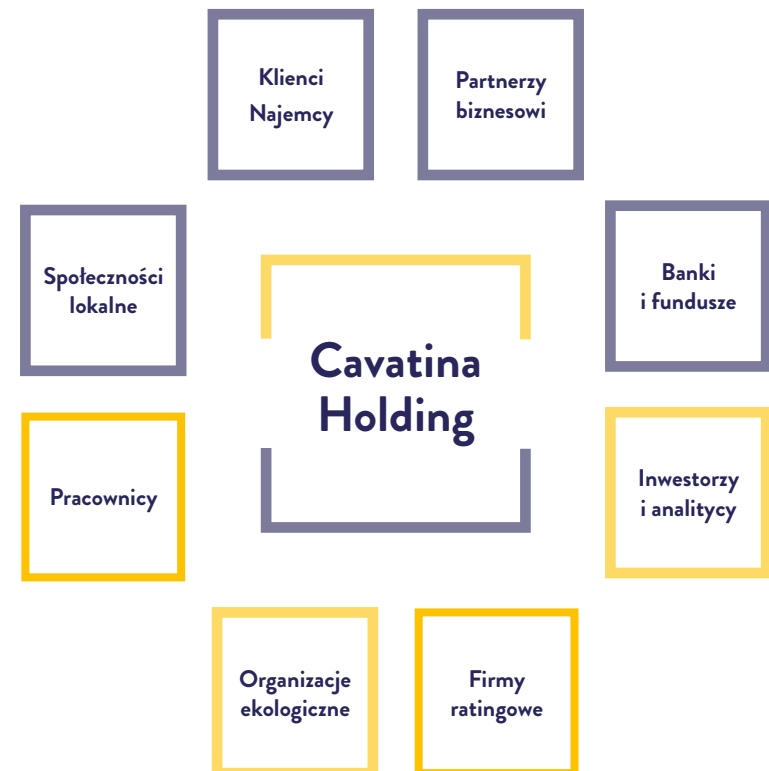 Klienci
Najemcy
Partnerzy
biznesowi
Społeczności
lokalne
Banki
i fundusze
Cavatina
Holding
Pracownicy
Inwestorzy
i analitycy
Organizacje
ekologiczne
Firmy
ratingowe